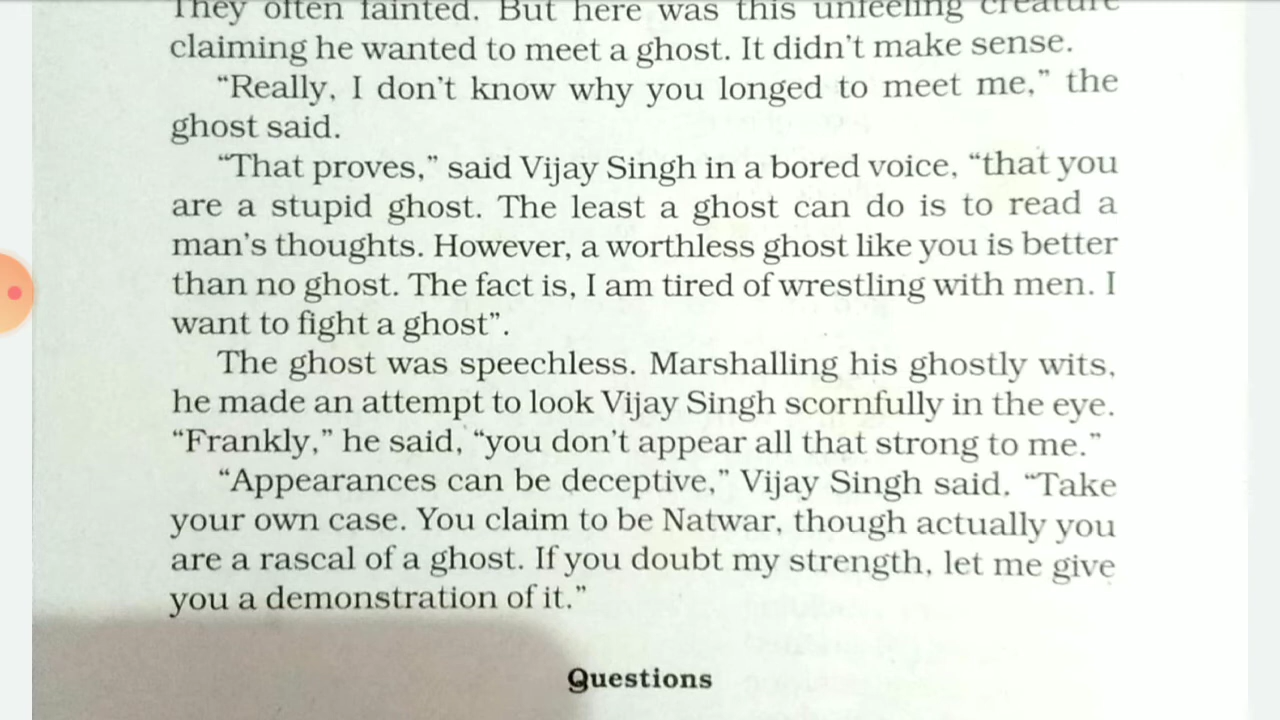 They often fainted. But here was this unfeeling creature
claiming he wanted to meet a ghost. It didn't make sense.
“Really, I don't know why you longed to meet me,” the
ghost said.
“That proves,” said Vijay Singh in a bored voice, “that you
are a stupid ghost. The least a ghost can do is to read a
man's thoughts. However, a worthless ghost like you is better
than no ghost. The fact is, I am tired of wrestling with men. I
want to fight a ghost”.
The ghost was speechless. Marshalling his ghostly wits,
he made an attempt to look Vijay Singh scornfully in the eye.
“Frankly,” he said, “you don't appear all that strong to me.”
“Appearances can be deceptive,” Vijay Singh said. “Take
your own case. You claim to be Natwar, though actually you
are a rascal of a ghost. If you doubt my strength, let me give
you a demonstration of it.”
Questions